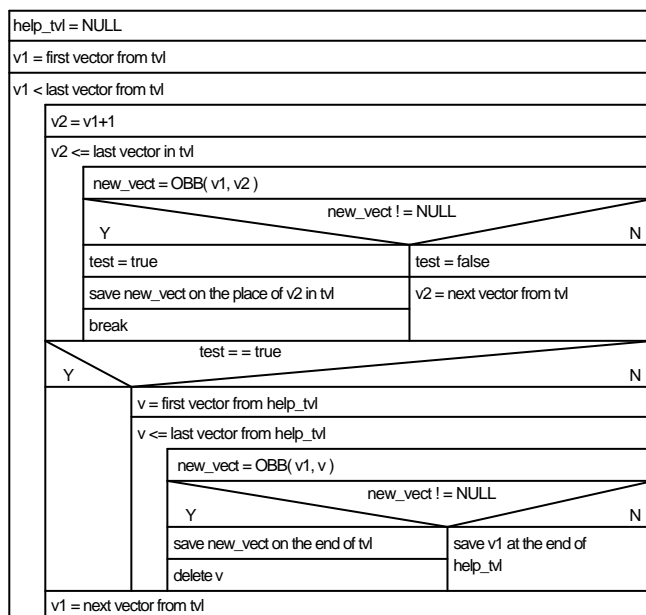 help_tvl = NULL
v1 = first vector from tvl
v1 < last vector from tvl
v2 = v1+1
v2 <= last vector in tvl
new_vect = OBB( v1, v2 )
new_vect ! = NULL
Y N
test = true test = false
save new_vect on the place of v2 in tvl v2 = next vector from tvl
break
test = = true
Y N
v = first vector from help_tvl
v <= last vector from help_tvl
new_vect = OBB( v1, v )
new_vect ! = NULL
Y N
save new_vect on the end of tvl save v1 at the end of
help_tvl
delete v
v1 = next vector from tvl